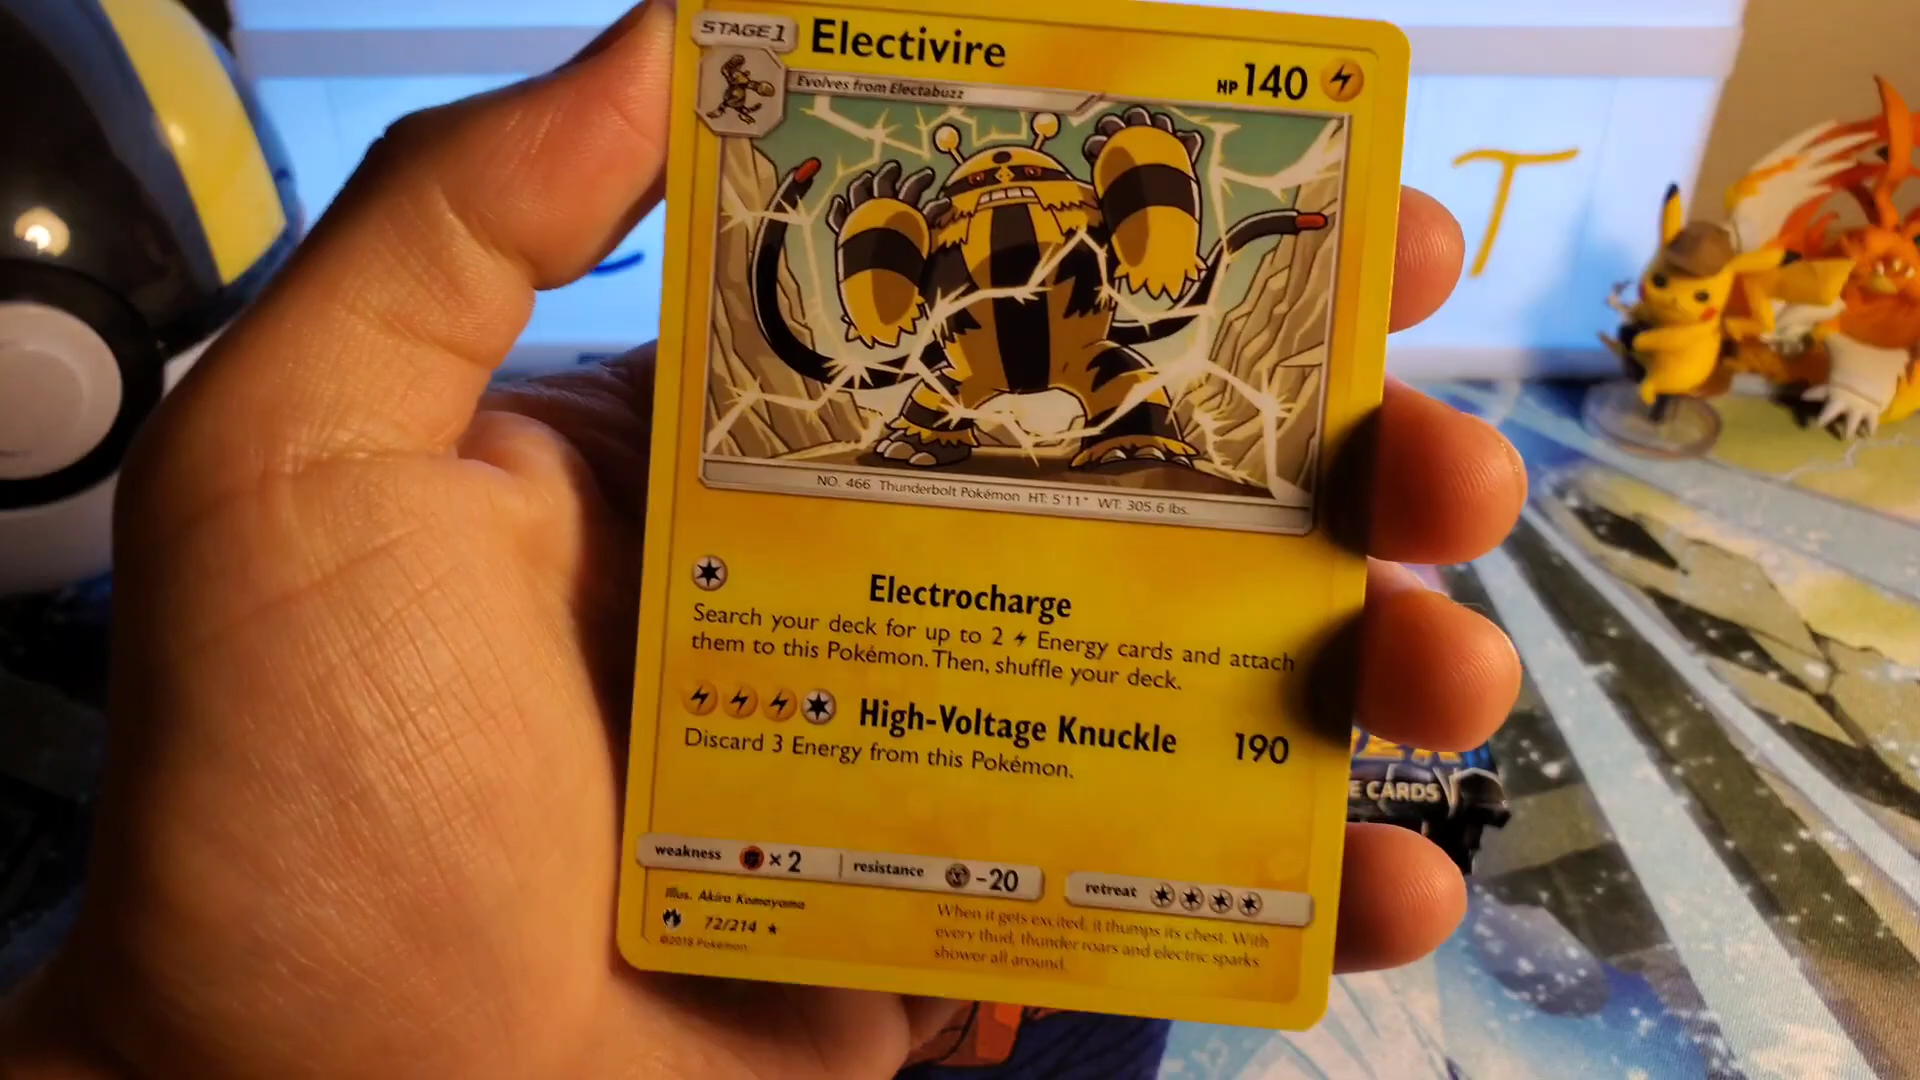 STAGE 1 Electivire HP 140
Evolves from Electabuzz
T
NO. 466 Thunderbolt Pokémon HT: 5'11" WT: 305.6 lbs.
Electrocharge
Search your deck for up to 2 Energy cards and attach
them to this Pokémon. Then, shuffle your deck.
High-Voltage Knuckle 190
Discard 3 Energy from this Pokémon.
E CARDS
weakness ×2 resistance -20 retreat
Illus. Akira Komayama
72/214 ★
©2018 Pokémon
When it gets excited, it thumps its chest. With
every thud, thunder roars and electric sparks
shower all around.